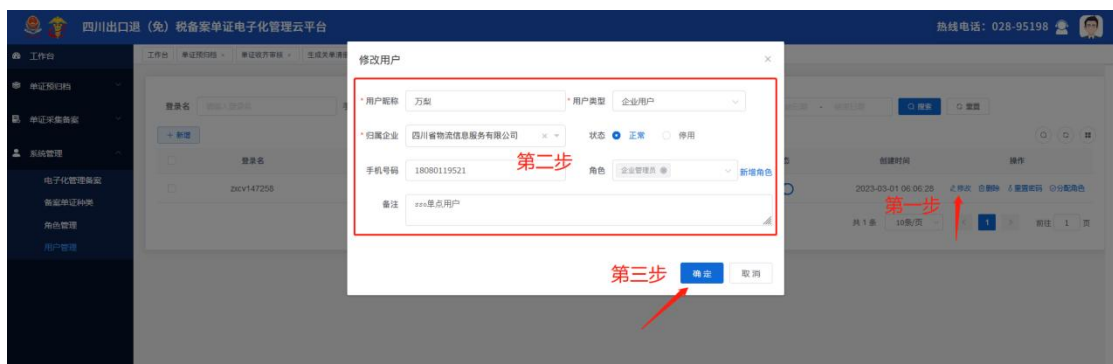 四川出口退（免）税备案单证电子化管理云平台
热线电话：028-95198
工作台
单证预归档
单证采集备案
系统管理
电子化管理备案
备案单证种类
角色管理
用户管理
工作台 单证预归档 单证收方审核 生成关单清
登录名
搜索 重置
+ 新增
登录名 创建时间 操作
zxcv147258 2023-03-01 06:06:28 修改 删除 重置密码 分配角色
共 1 条 10条/页 1 前往 1 页
修改用户 ×
* 用户昵称 万梨 * 用户类型 企业用户
* 归属企业 四川省物流信息服务有限公司 状态 正常 停用
手机号码 18080119521 角色 企业管理员 新增角色
备注 sso单点用户
确定 取消
第一步
第二步
第三步